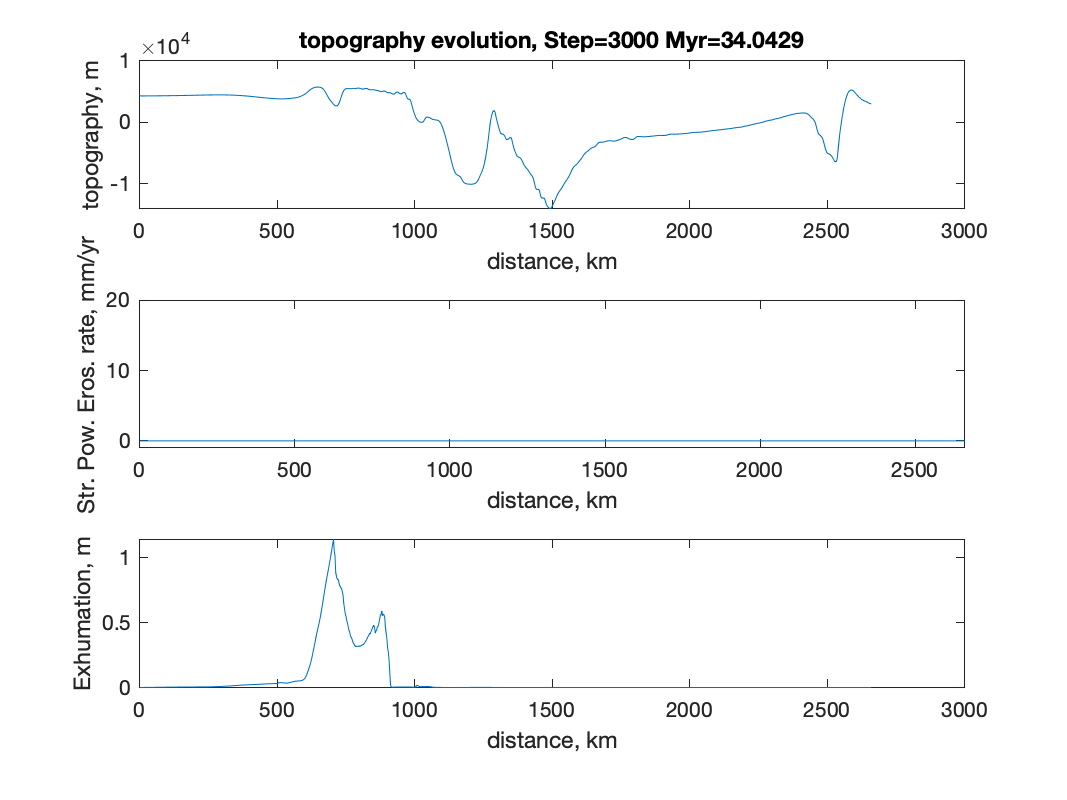 topography evolution, Step=3000 Myr=34.0429
×10⁴
1
0
-1
topography, m
0 500 1000 1500 2000 2500 3000
distance, km
20
10
0
Str. Pow. Eros. rate, mm/yr
0 500 1000 1500 2000 2500
distance, km
1
0.5
0
Exhumation, m
0 500 1000 1500 2000 2500 3000
distance, km